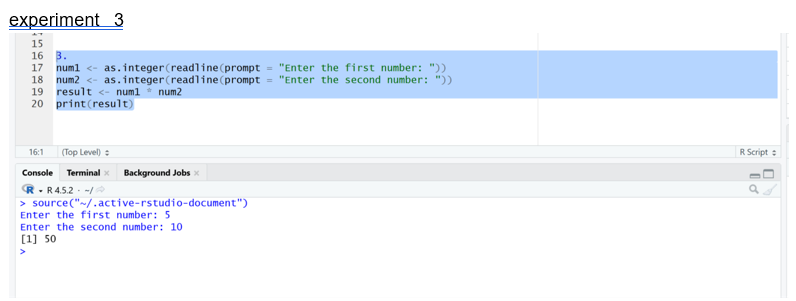 experiment 3
14
15
16 3.
17 num1 <- as.integer(readline(prompt = "Enter the first number: "))
18 num2 <- as.integer(readline(prompt = "Enter the second number: "))
19 result <- num1 * num2
20 print(result)
16:1 (Top Level) R Script
Console Terminal × Background Jobs ×
R R 4.5.2 · ~/
> source("~/.active-rstudio-document")
Enter the first number: 5
Enter the second number: 10
[1] 50
>